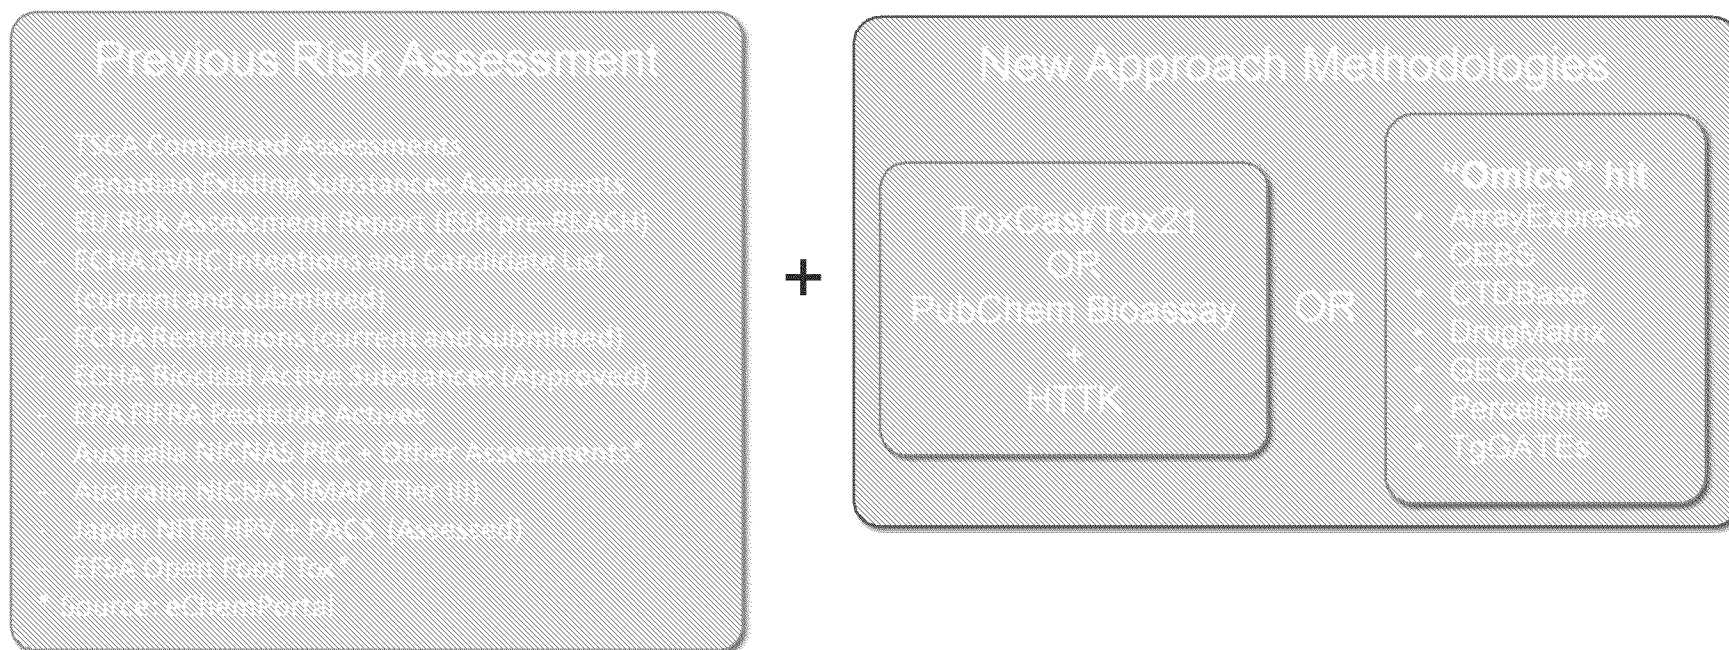 Previous Risk Assessment
- TSCA Completed Assessments
- Canadian Existing Substances Assessments
- EU Risk Assessment Report (ESR pre-REACH)
- ECHA SVHC Intentions and Candidate List
(current and submitted)
- ECHA Restrictions (current and submitted)
- ECHA Biocidal Active Substances (Approved)
- EPA FIFRA Pesticide Actives
- Australia NICNAS PEC + Other Assessments*
- Australia NICNAS IMAP (Tier III)
- Japan NITE HPV + PACS (Assessed)
- EFSA Open Food Tox*
* Source: eChemPortal
+
New Approach Methodologies
ToxCast/Tox21
OR
PubChem Bioassay
+
HTTK
OR
"Omics" hit
• ArrayExpress
CEBS
• CTDBase
• DrugMatrix
• GEOGSE
• Percellome
• TgGATEs